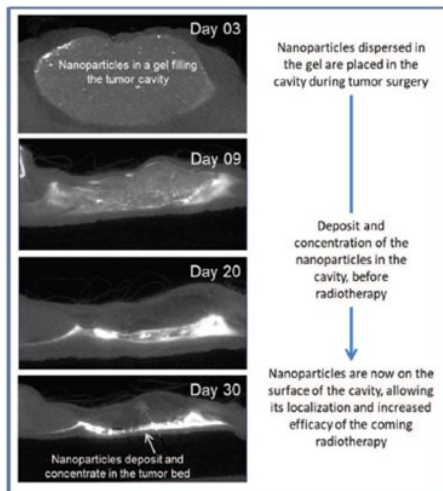 Day 03
Nanoparticles in a gel filling
the tumor cavity
Nanoparticles dispersed in
the gel are placed in the
cavity during tumor surgery
Day 09
Deposit and
concentration of the
nanoparticles in the
cavity, before
radiotherapy
Day 20
Day 30
Nanoparticles deposit and
concentrate in the tumor bed
Nanoparticles are now on the
surface of the cavity, allowing
its localization and increased
efficacy of the coming
radiotherapy